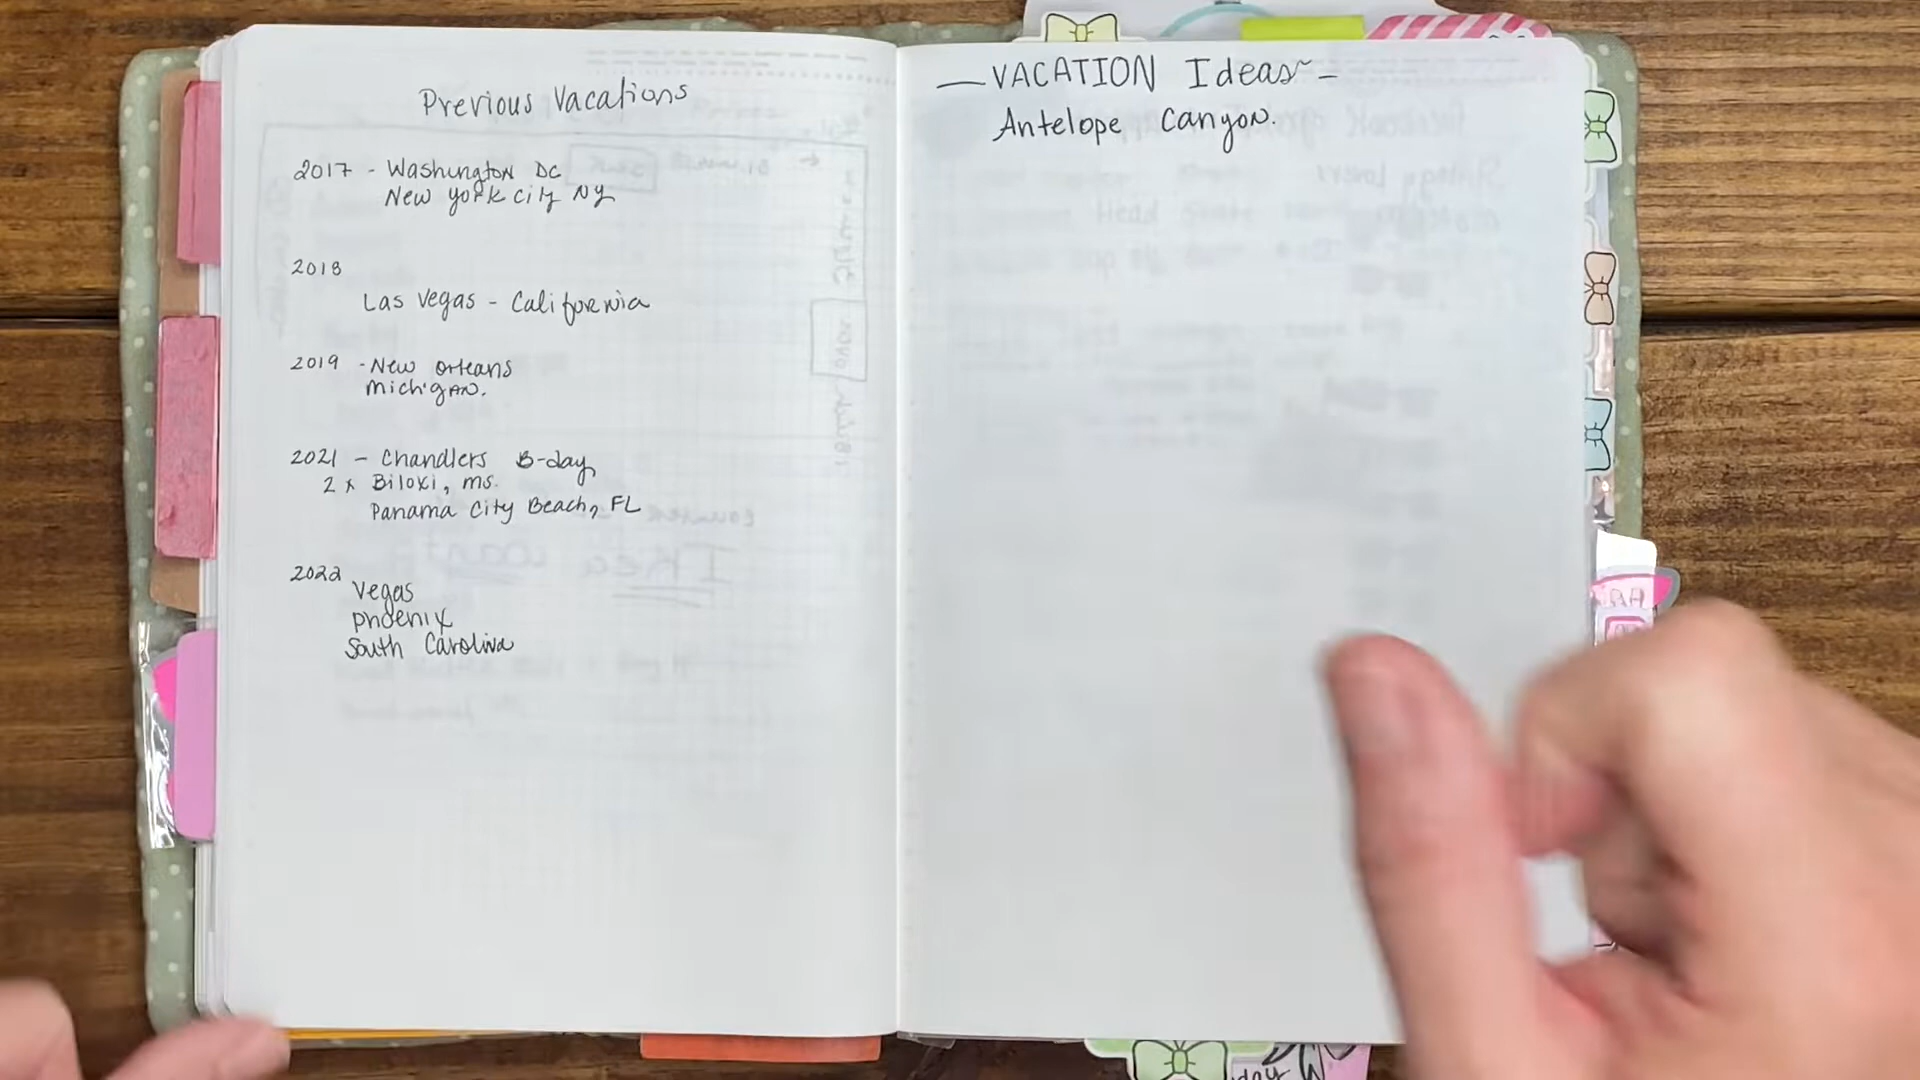 Previous Vacations
2017 - Washington DC
New York City NY
2018
Las Vegas - California
2019 - New Orleans
Michigan.
2021 - Chandlers B-day
2 x Biloxi, ms.
Panama City Beach, FL
2022
Vegas
Phoenix
South Carolina
— VACATION Ideas~ -
Antelope Canyon.
day